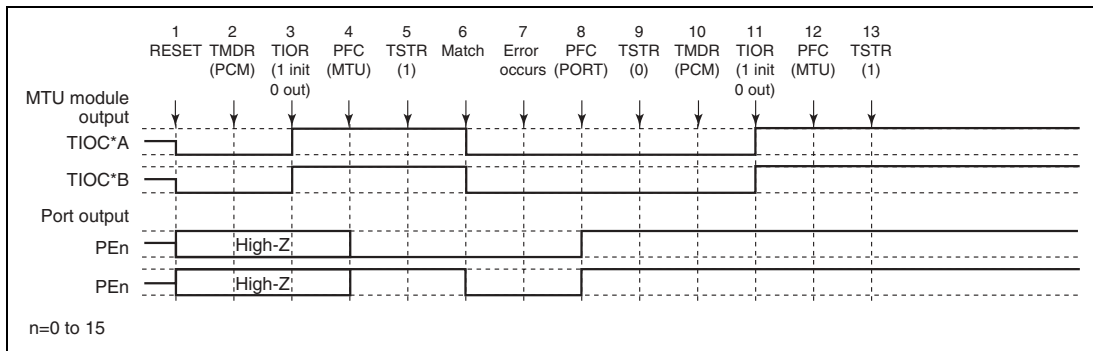 1 2 3 4 5 6 7 8 9 10 11 12 13
RESET TMDR TIOR PFC TSTR Match Error PFC TSTR TMDR TIOR PFC TSTR
(PCM) (1 init (MTU) (1) occurs (PORT) (0) (PCM) (1 init (MTU) (1)
0 out) 0 out)
MTU module
output
TIOC*A
TIOC*B
Port output
PEn High-Z
PEn High-Z
n=0 to 15